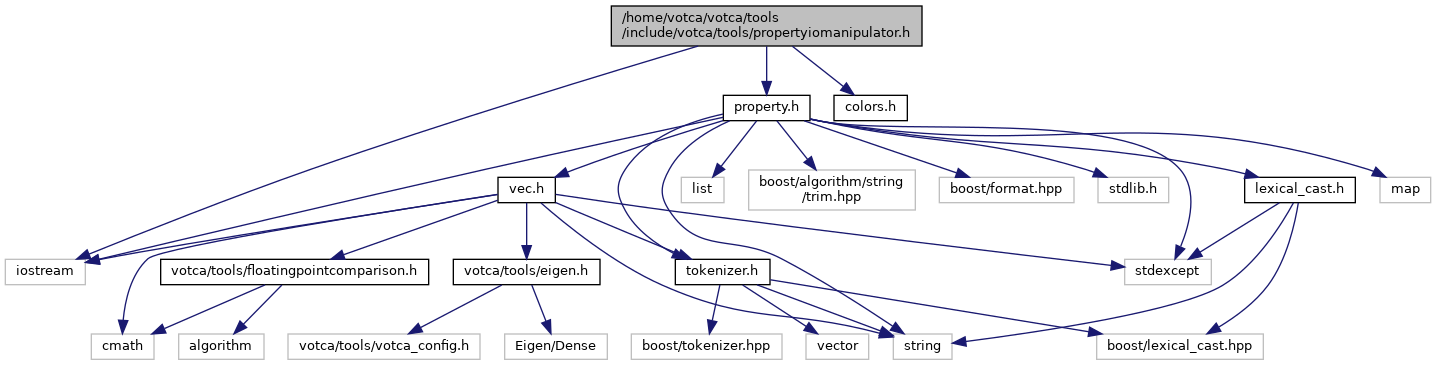 /home/votca/votca/tools
/include/votca/tools/propertyiomanipulator.h
property.h
colors.h
vec.h
list
boost/algorithm/string
/trim.hpp
boost/format.hpp
stdlib.h
lexical_cast.h
map
iostream
votca/tools/floatingpointcomparison.h
votca/tools/eigen.h
tokenizer.h
stdexcept
cmath
algorithm
votca/tools/votca_config.h
Eigen/Dense
boost/tokenizer.hpp
vector
string
boost/lexical_cast.hpp